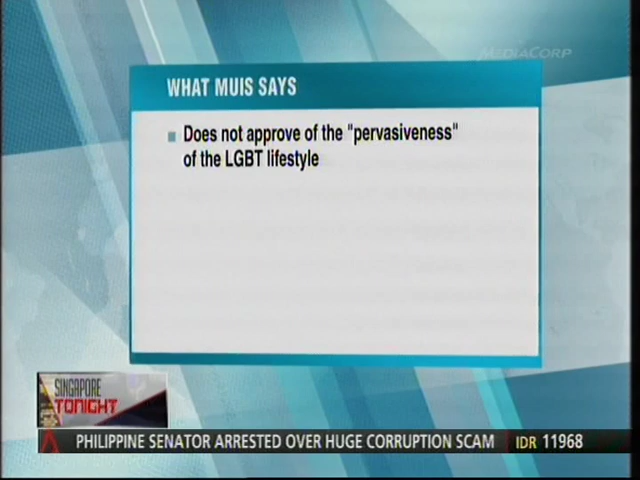 MEDIACORP
WHAT MUIS SAYS
Does not approve of the "pervasiveness"
of the LGBT lifestyle
SINGAPORE
TONIGHT
PHILIPPINE SENATOR ARRESTED OVER HUGE CORRUPTION SCAM IDR 11968